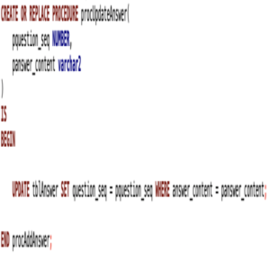 CREATE OR REPLACE PROCEDURE procUpdateAnswer(
pquestion_seq NUMBER,
panswer_content varchar2
)
IS
BEGIN
UPDATE tblAnswer SET question_seq = pquestion_seq WHERE answer_content = panswer_content;
END procAddAnswer;